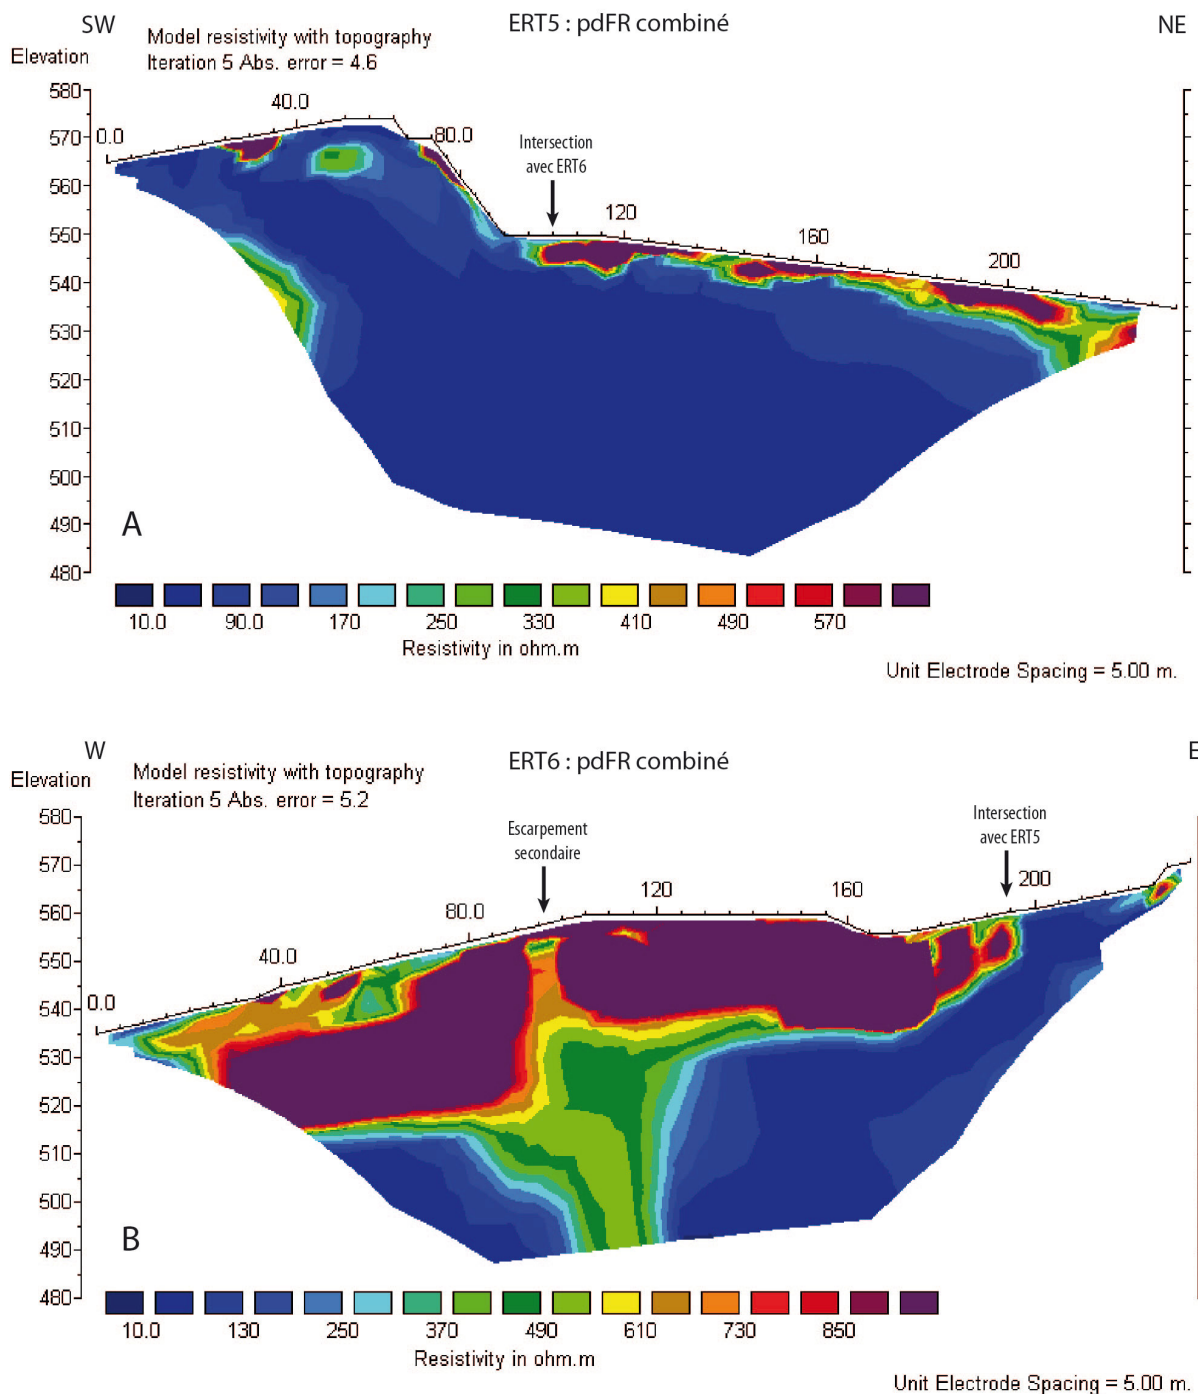 SW
ERT5 : pdFR combiné
NE
Model resistivity with topography
Elevation
Iteration 5 Abs. error = 4.6
580
40.0
570
0.0
80.0
Intersection
avec ERT6
560
550
120
160
540
200
530
520
510
500
490
A
480
10.0 90.0 170 250 330 410 490 570
Resistivity in ohm.m
Unit Electrode Spacing = 5.00 m.
W
ERT6 : pdFR combiné
E
Model resistivity with topography
Elevation
Iteration 5 Abs. error = 5.2
580
Escarpement
secondaire
Intersection
avec ERT5
570
120
160
200
560
80.0
550
40.0
540
0.0
530
520
510
500
490
B
480
10.0 130 250 370 490 610 730 850
Resistivity in ohm.m
Unit Electrode Spacing = 5.00 m.